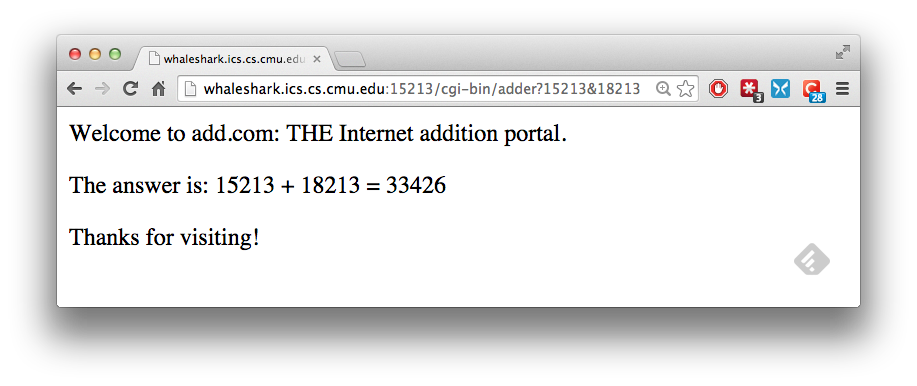 whaleshark.ics.cs.cmu.edu
whaleshark.ics.cs.cmu.edu:15213/cgi-bin/adder?15213&18213
3
28
Welcome to add.com: THE Internet addition portal.
The answer is: 15213 + 18213 = 33426
Thanks for visiting!